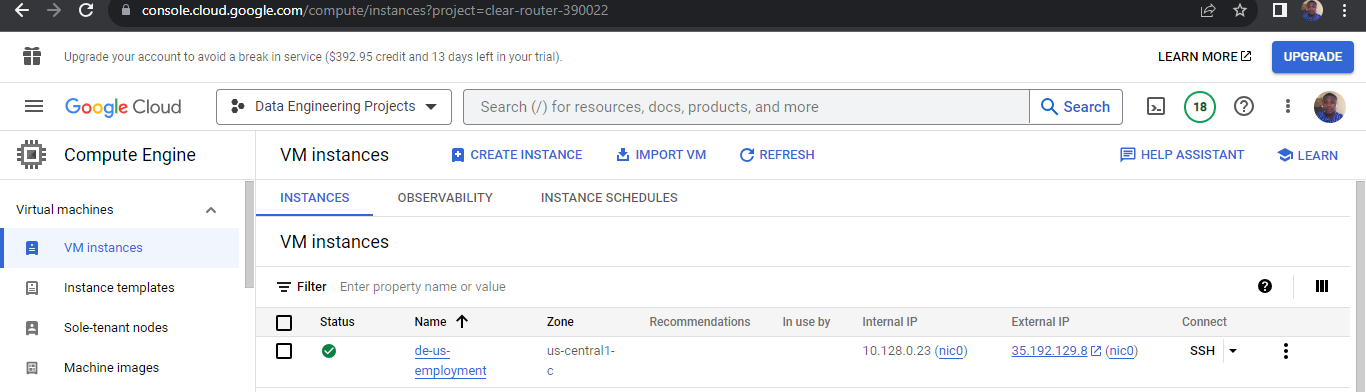 console.cloud.google.com/compute/instances?project=clear-router-390022
Upgrade your account to avoid a break in service ($392.95 credit and 13 days left in your trial).
LEARN MORE
UPGRADE
Google Cloud
Data Engineering Projects
Search (/) for resources, docs, products, and more
Search
18
Compute Engine
VM instances
CREATE INSTANCE
IMPORT VM
REFRESH
HELP ASSISTANT
LEARN
Virtual machines
VM instances
Instance templates
Sole-tenant nodes
Machine images
INSTANCES
OBSERVABILITY
INSTANCE SCHEDULES
VM instances
Filter
Enter property name or value
Status
Name
Zone
Recommendations
In use by
Internal IP
External IP
Connect
de-us-
employment
us-central1-
c
10.128.0.23 (nic0)
35.192.129.8 (nic0)
SSH